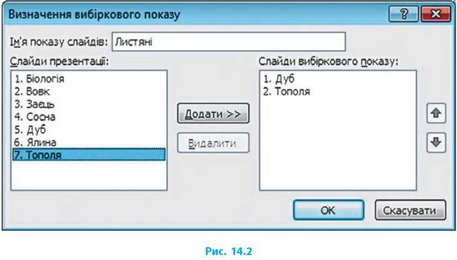 Визначення вибіркового показу
Ім'я показу слайдів: Листяні
Слайди презентації:
1. Біологія
2. Вовк
3. Заєць
4. Сосна
5. Дуб
6. Ялина
7. Тополя
Додати >>
Видалити
Слайди вибіркового показу:
1. Дуб
2. Тополя
ОК
Скасувати
Рис. 14.2